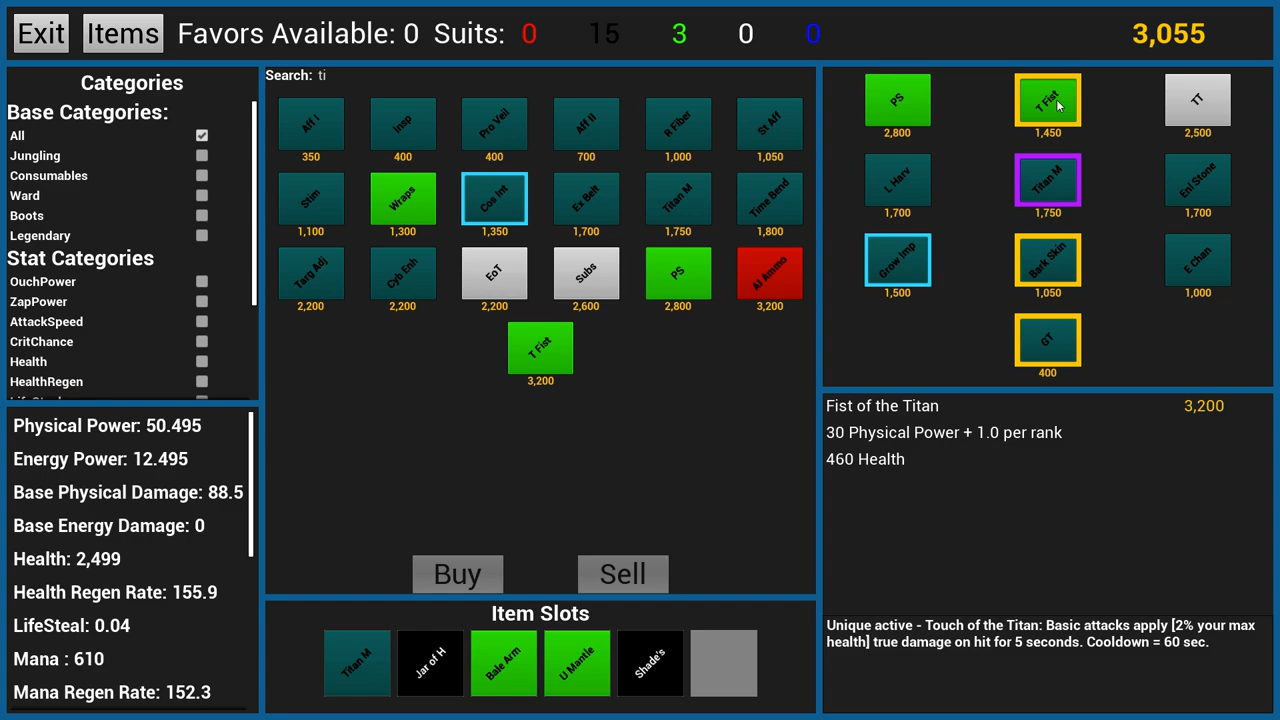 Exit Items Favors Available: 0 Suits: 0 15 3 0 0 3,055
Categories
Base Categories:
All
Jungling
Consumables
Ward
Boots
Legendary
Stat Categories
OuchPower
ZapPower
AttackSpeed
CritChance
Health
HealthRegen
Physical Power: 50.495
Energy Power: 12.495
Base Physical Damage: 88.5
Base Energy Damage: 0
Health: 2,499
Health Regen Rate: 155.9
LifeSteal: 0.04
Mana : 610
Mana Regen Rate: 152.3
Search: ti
Aff I Insp Pro Veil Aff II R Fiber St Aff
350 400 400 700 1,000 1,050
Stim Wraps Cos Int Ex Belt Titan M Time Bend
1,100 1,300 1,350 1,700 1,750 1,800
Targ Adj Cyb Enh EoT Subs PS AI Ammo
2,200 2,200 2,200 2,600 2,800 3,200
T Fist
3,200
Buy Sell
Item Slots
Titan M Jar of H Bale Arm U Mantle Shade's
PS T Fist TT
2,800 1,450 2,500
L Harv Titan M Enl Stone
1,700 1,750 1,700
Grow Imp Bark Skin E Chan
1,500 1,050 1,000
GT
400
Fist of the Titan 3,200
30 Physical Power + 1.0 per rank
460 Health
Unique active - Touch of the Titan: Basic attacks apply [2% your max
health] true damage on hit for 5 seconds. Cooldown = 60 sec.